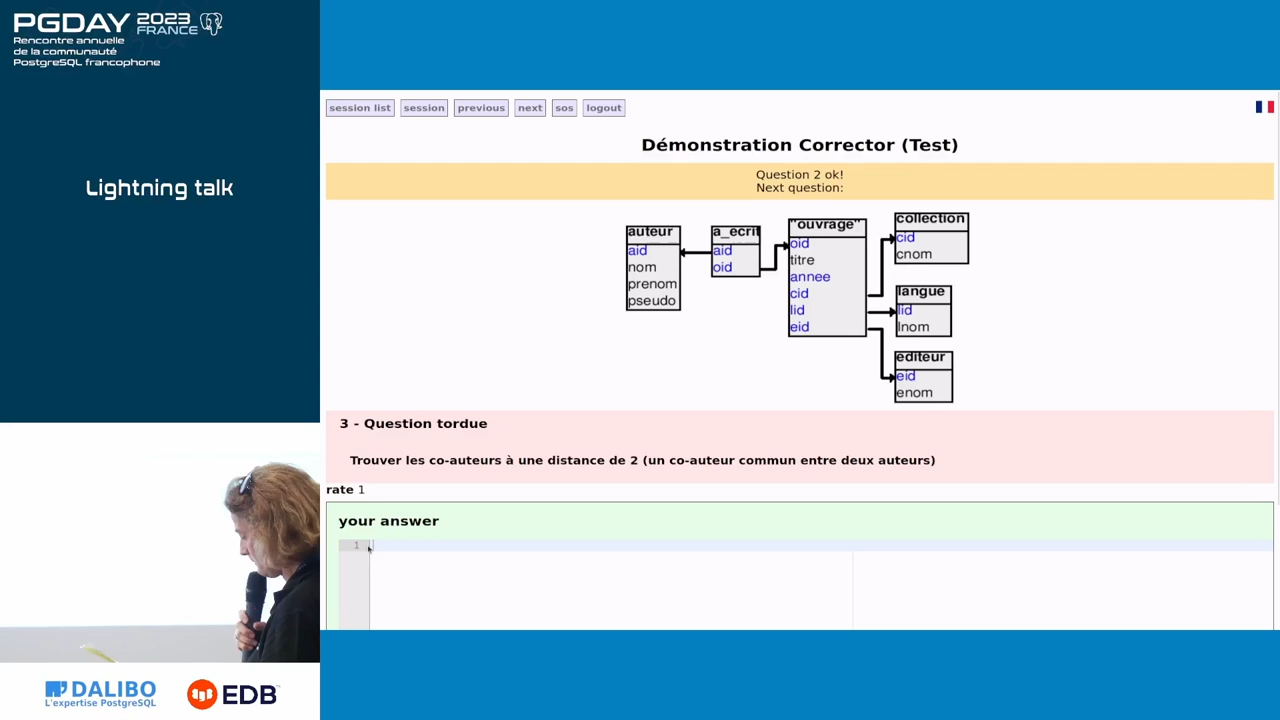 PGDAY 2023 FRANCE
Rencontre annuelle
de la communauté
PostgreSQL francophone
Lightning talk
session list session previous next sos logout
Démonstration Corrector (Test)
Question 2 ok!
Next question:
auteur
aid
nom
prenom
pseudo
a_ecrit
aid
oid
"ouvrage"
oid
titre
annee
cid
lid
eid
collection
cid
cnom
langue
lid
lnom
editeur
eid
enom
3 - Question tordue
Trouver les co-auteurs à une distance de 2 (un co-auteur commun entre deux auteurs)
rate 1
your answer
1
DALIBO
L'expertise PostgreSQL
EDB